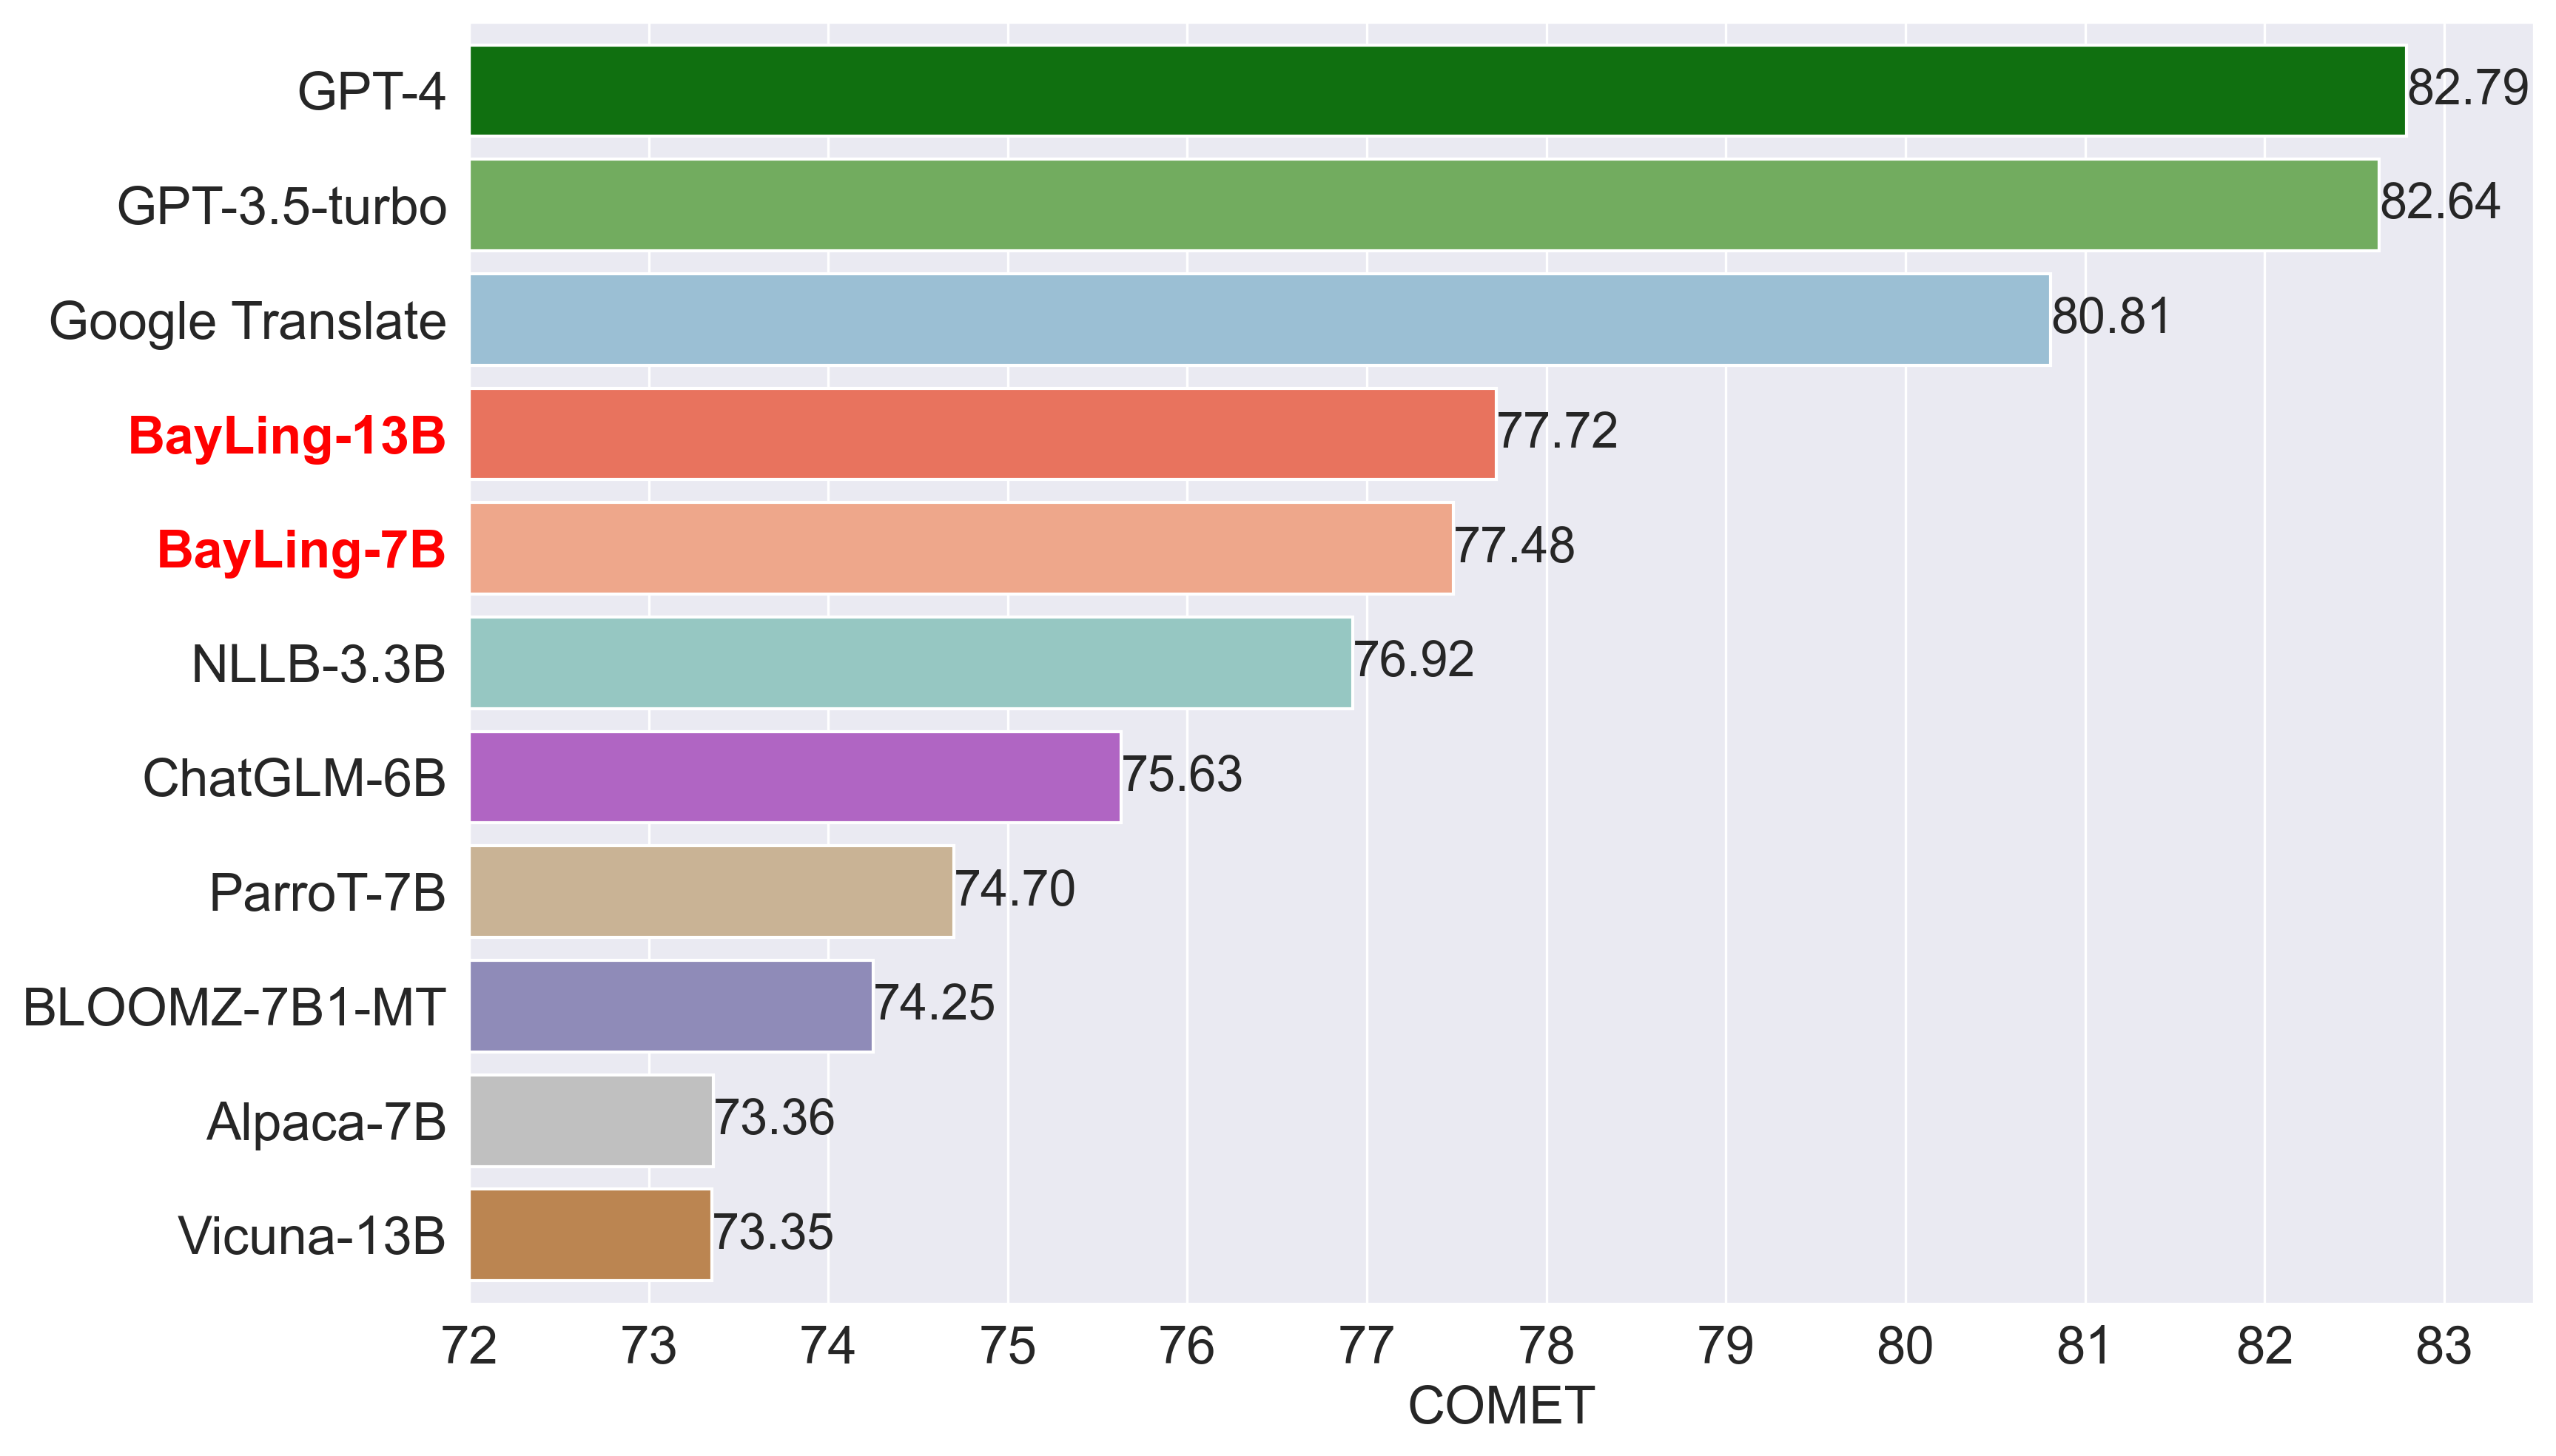 GPT-4 82.79
GPT-3.5-turbo 82.64
Google Translate 80.81
BayLing-13B 77.72
BayLing-7B 77.48
NLLB-3.3B 76.92
ChatGLM-6B 75.63
ParroT-7B 74.70
BLOOMZ-7B1-MT 74.25
Alpaca-7B 73.36
Vicuna-13B 73.35
72 73 74 75 76 77 78 79 80 81 82 83
COMET